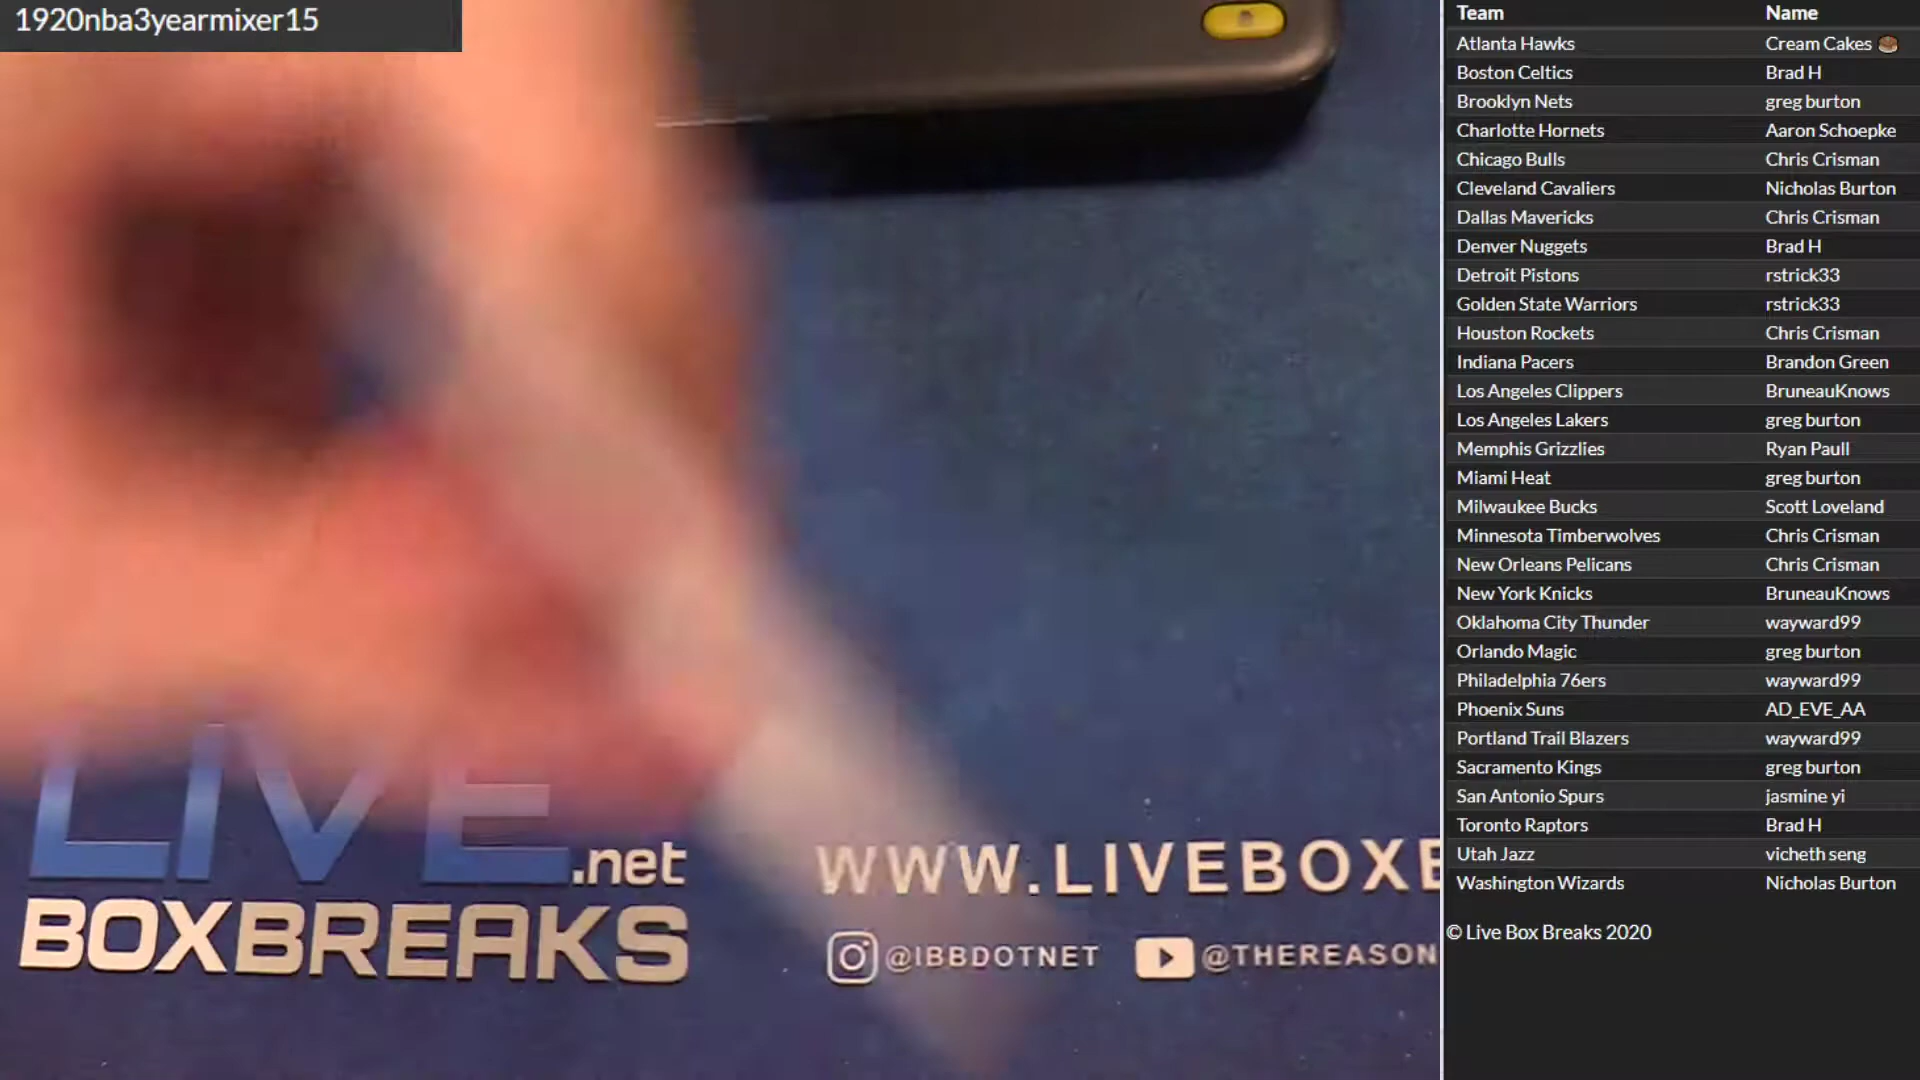 1920nba3yearmixer15
LIVE.net
BOXBREAKS
WWW.LIVEBOXB
@IBBDOTNET @THEREASON
Team Name
Atlanta Hawks Cream Cakes
Boston Celtics Brad H
Brooklyn Nets greg burton
Charlotte Hornets Aaron Schoepke
Chicago Bulls Chris Crisman
Cleveland Cavaliers Nicholas Burton
Dallas Mavericks Chris Crisman
Denver Nuggets Brad H
Detroit Pistons rstrick33
Golden State Warriors rstrick33
Houston Rockets Chris Crisman
Indiana Pacers Brandon Green
Los Angeles Clippers BruneauKnows
Los Angeles Lakers greg burton
Memphis Grizzlies Ryan Paull
Miami Heat greg burton
Milwaukee Bucks Scott Loveland
Minnesota Timberwolves Chris Crisman
New Orleans Pelicans Chris Crisman
New York Knicks BruneauKnows
Oklahoma City Thunder wayward99
Orlando Magic greg burton
Philadelphia 76ers wayward99
Phoenix Suns AD_EVE_AA
Portland Trail Blazers wayward99
Sacramento Kings greg burton
San Antonio Spurs jasmine yi
Toronto Raptors Brad H
Utah Jazz vicheth seng
Washington Wizards Nicholas Burton
© Live Box Breaks 2020